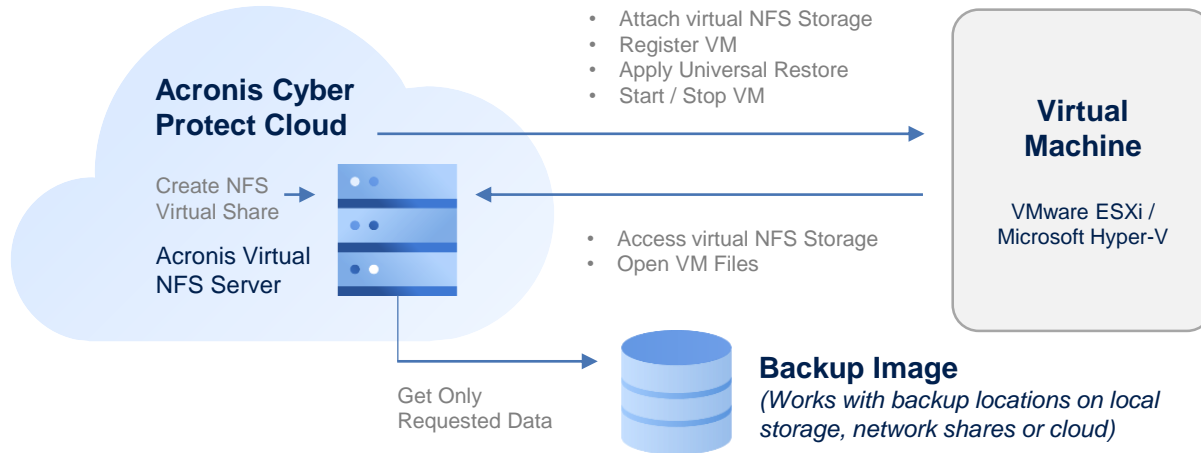 • Attach virtual NFS Storage
• Register VM
• Apply Universal Restore
• Start / Stop VM
Acronis Cyber
Protect Cloud
Create NFS
Virtual Share
Acronis Virtual
NFS Server
• Access virtual NFS Storage
• Open VM Files
Virtual
Machine
VMware ESXi /
Microsoft Hyper-V
Get Only
Requested Data
Backup Image
(Works with backup locations on local
storage, network shares or cloud)